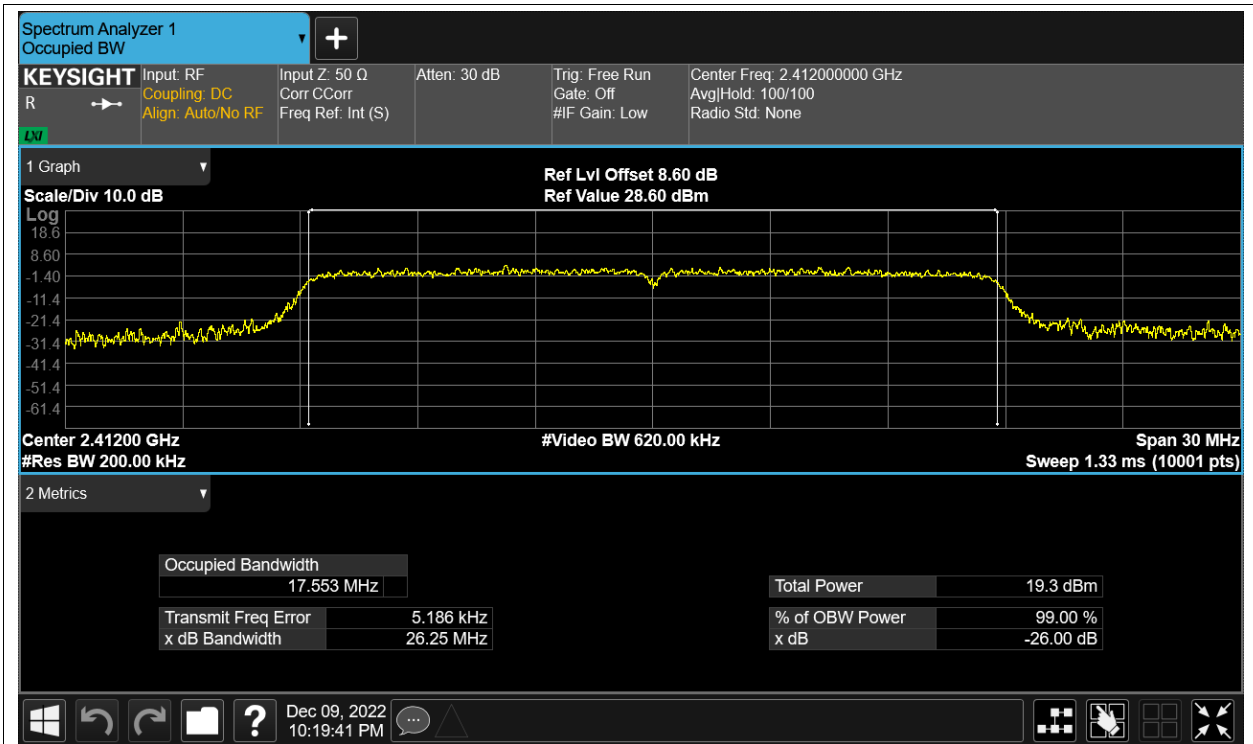 Spectrum Analyzer 1
Occupied BW
▼
+
KEYSIGHT
R
LXI
Input: RF
Coupling: DC
Align: Auto/No RF
Input Z: 50 Ω
Corr CCorr
Freq Ref: Int (S)
Atten: 30 dB
Trig: Free Run
Gate: Off
#IF Gain: Low
Center Freq: 2.412000000 GHz
Avg|Hold: 100/100
Radio Std: None
1 Graph
Ref Lvl Offset 8.60 dB
Scale/Div 10.0 dB
Ref Value 28.60 dBm
Log
18.6
8.60
-1.40
-11.4
-21.4
-31.4
-41.4
-51.4
-61.4
Center 2.41200 GHz
#Video BW 620.00 kHz
Span 30 MHz
#Res BW 200.00 kHz
Sweep 1.33 ms (10001 pts)
2 Metrics
Occupied Bandwidth
17.553 MHz
Total Power 19.3 dBm
Transmit Freq Error 5.186 kHz
% of OBW Power 99.00 %
x dB Bandwidth 26.25 MHz
x dB -26.00 dB
?
Dec 09, 2022
10:19:41 PM